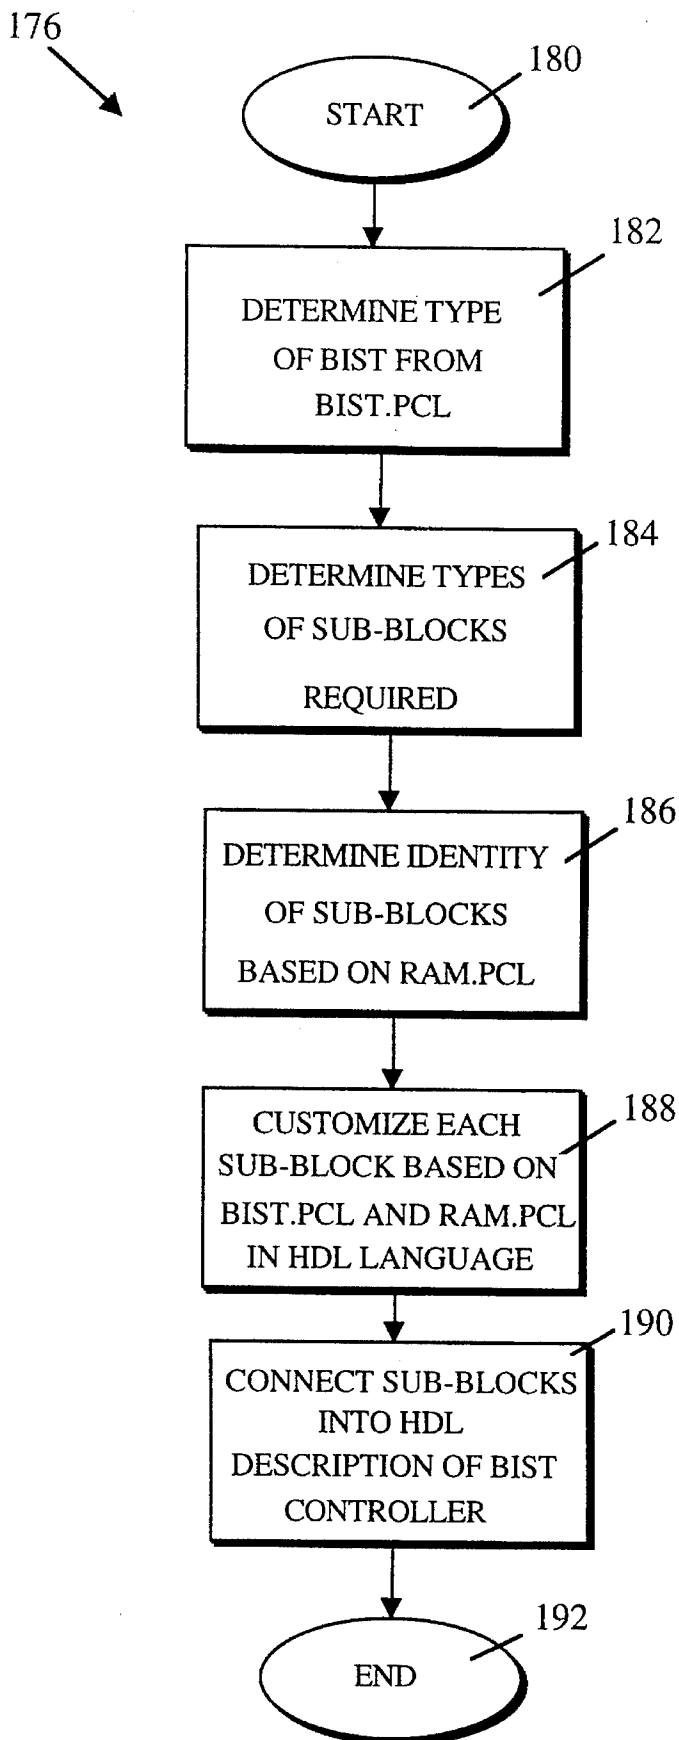 176
180
START
182
DETERMINE TYPE
OF BIST FROM
BIST.PCL
184
DETERMINE TYPES
OF SUB-BLOCKS
REQUIRED
186
DETERMINE IDENTITY
OF SUB-BLOCKS
BASED ON RAM.PCL
188
CUSTOMIZE EACH
SUB-BLOCK BASED ON
BIST.PCL AND RAM.PCL
IN HDL LANGUAGE
190
CONNECT SUB-BLOCKS
INTO HDL
DESCRIPTION OF BIST
CONTROLLER
192
END